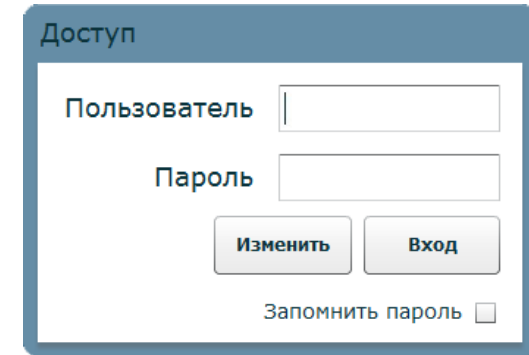 Доступ
Пользователь
Пароль
Изменить Вход
Запомнить пароль